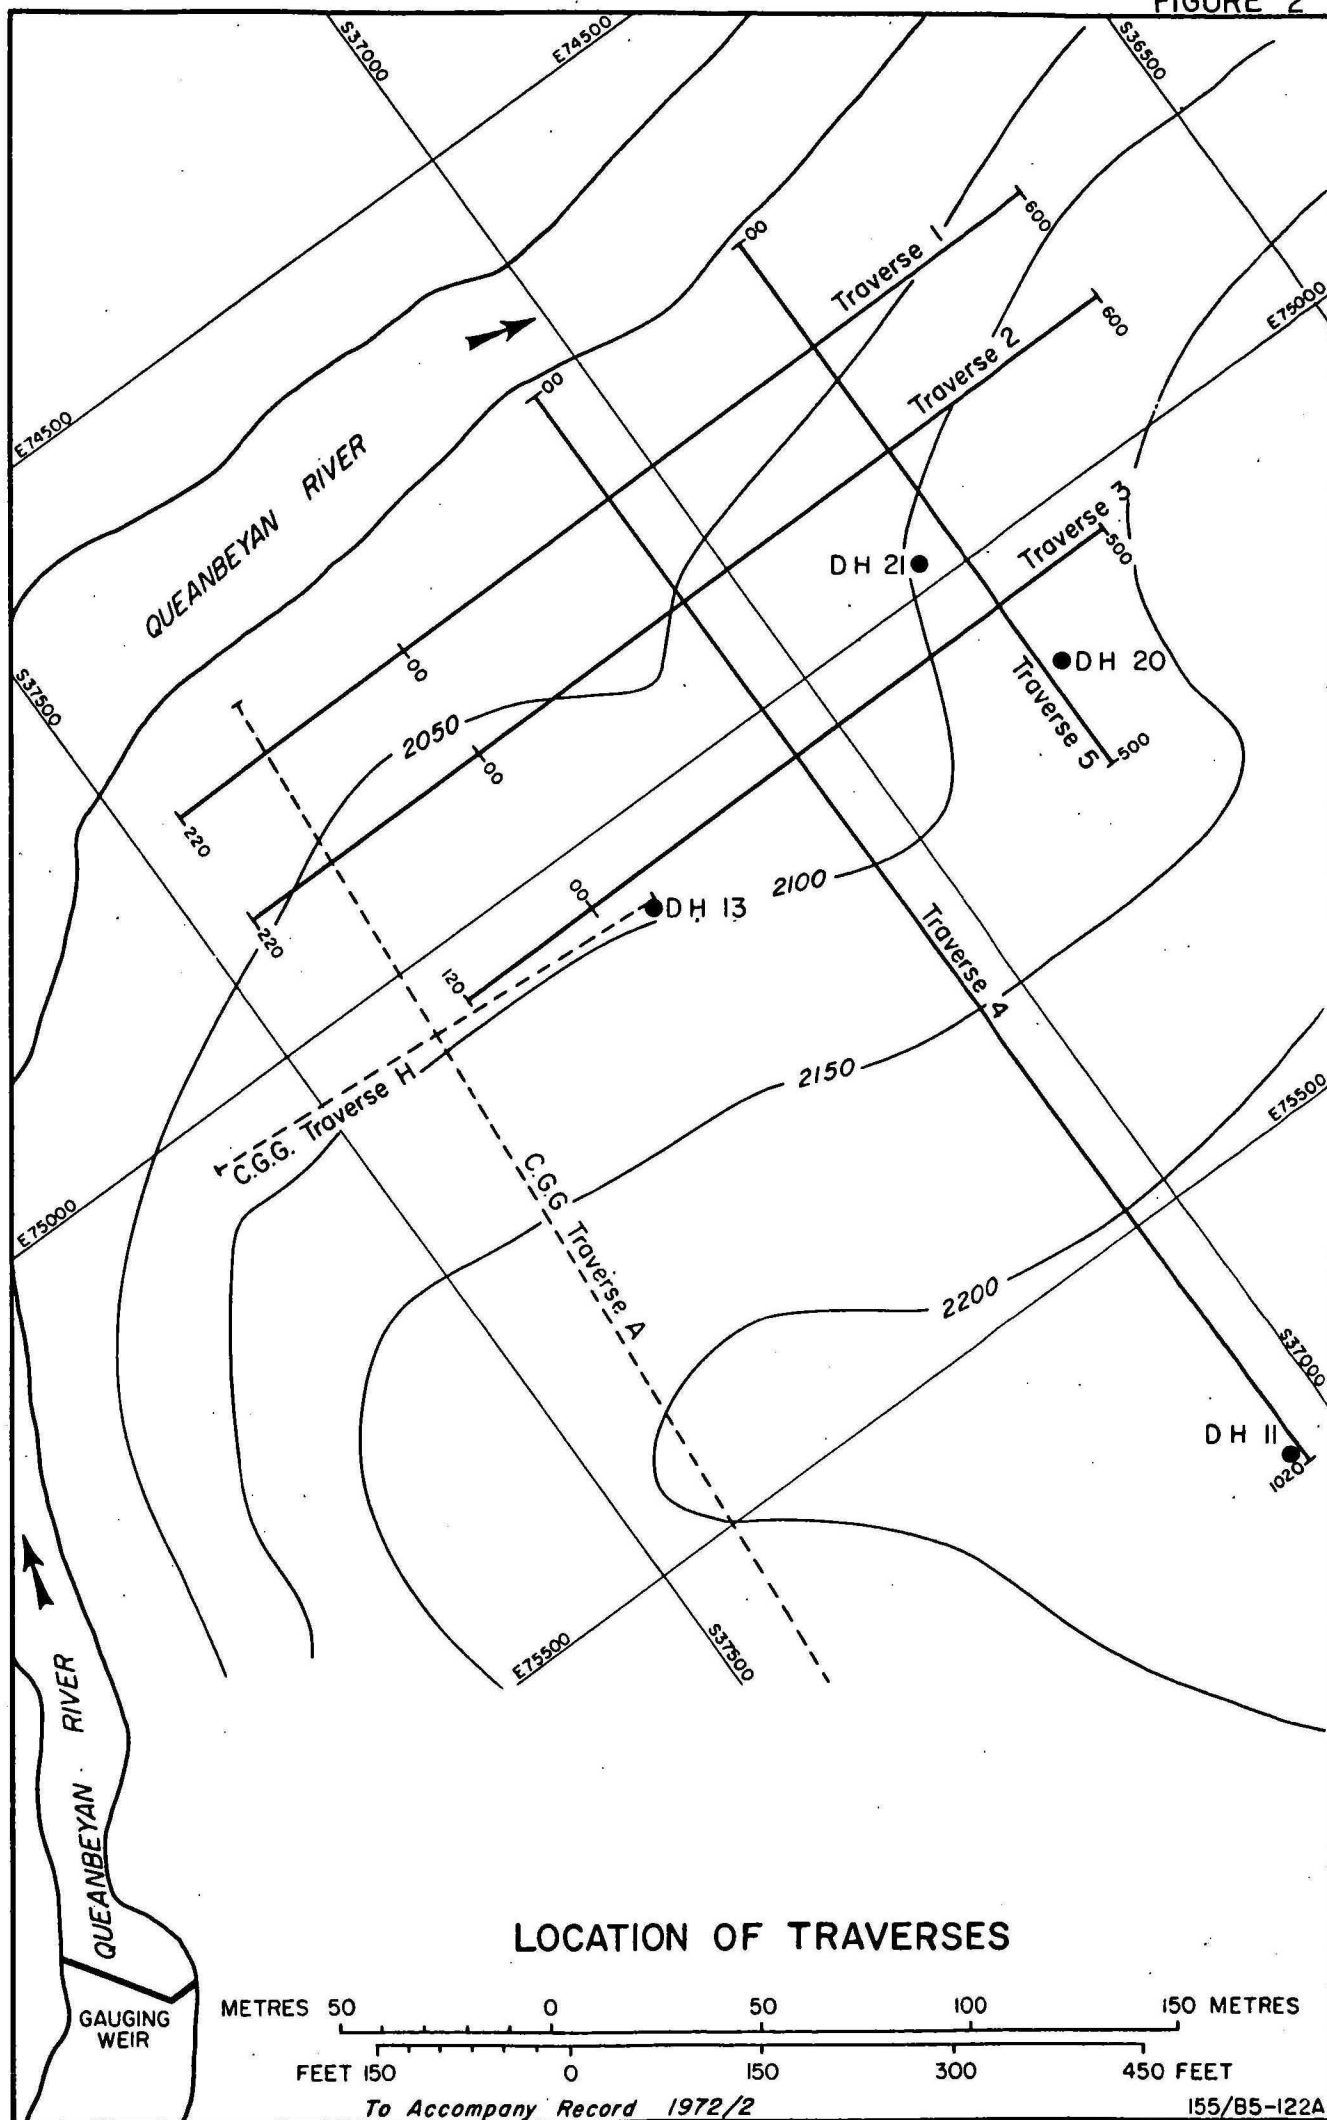 FIGURE 2
S37000
E74500
S36500
00
Traverse 1
600
E75000
600
Traverse 2
00
E74500
QUEANBEYAN RIVER
Traverse 3
500
DH 21
00
DH 20
S37500
Traverse 5
500
2050
00
220
2100
00
DH 13
220
120
Traverse 4
2150
C.G.G. Traverse H
E75500
C.G.G Traverse A
E75000
2200
S37000
DH 11
1020
E75500
S37500
QUEANBEYAN RIVER
LOCATION OF TRAVERSES
GAUGING
WEIR
METRES 50 0 50 100 150 METRES
FEET 150 0 150 300 450 FEET
To Accompany Record 1972/2
155/B5-122A